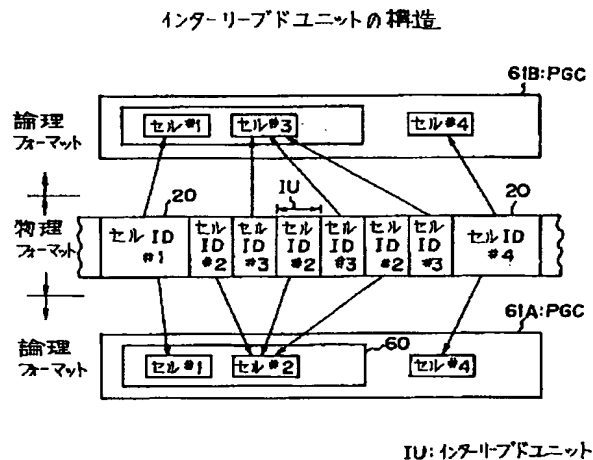 インターリーブドユニットの構造
61B:PGC
論理
フォーマット
セル#1
セル#3
セル#4
20
IU
20
物理
フォーマット
セル ID #1
セル ID #2
セル ID #3
セル ID #2
セル ID #3
セル ID #2
セル ID #3
セル ID #4
61A:PGC
論理
フォーマット
60
セル#1
セル#2
セル#4
IU:インターリーブドユニット